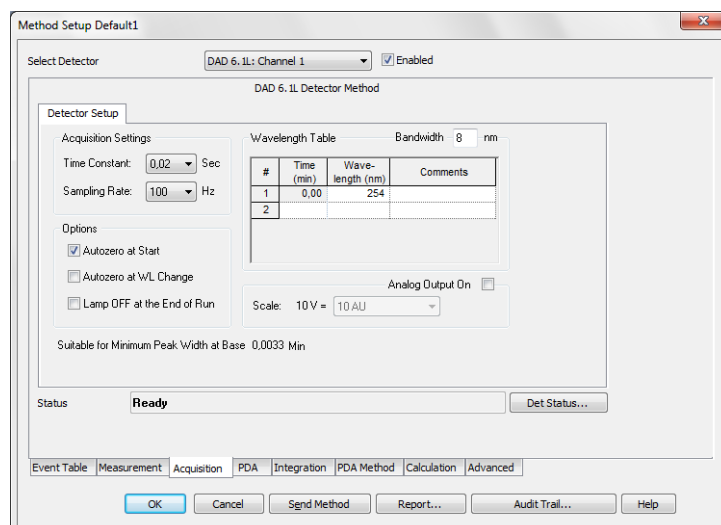 Method Setup Default1
x
Select Detector DAD 6.1L: Channel 1 Enabled
DAD 6.1L Detector Method
Detector Setup
Acquisition Settings
Time Constant: 0,02 Sec
Sampling Rate: 100 Hz
Options
Autozero at Start
Autozero at WL Change
Lamp OFF at the End of Run
Wavelength Table Bandwidth 8 nm
# Time (min) Wave-length (nm) Comments
1 0,00 254
2
Analog Output On
Scale: 10 V = 10 AU
Suitable for Minimum Peak Width at Base 0,0033 Min
Status Ready Det Status...
Event Table Measurement Acquisition PDA Integration PDA Method Calculation Advanced
OK Cancel Send Method Report... Audit Trail... Help